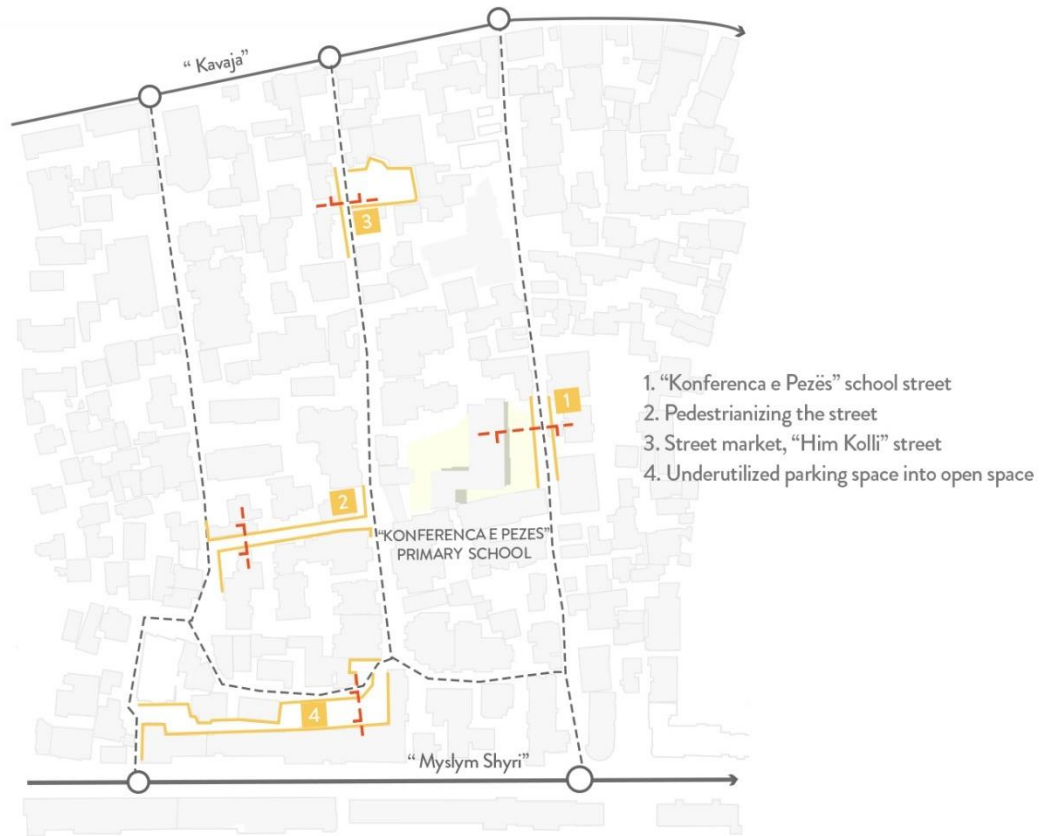 “ Kavaja”
3
1
1. “Konferenca e Pezës” school street
2. Pedestrianizing the street
3. Street market, “Him Kolli” street
4. Underutilized parking space into open space
2
“KONFERENCA E PEZES”
PRIMARY SCHOOL
4
“ Myslym Shyri”